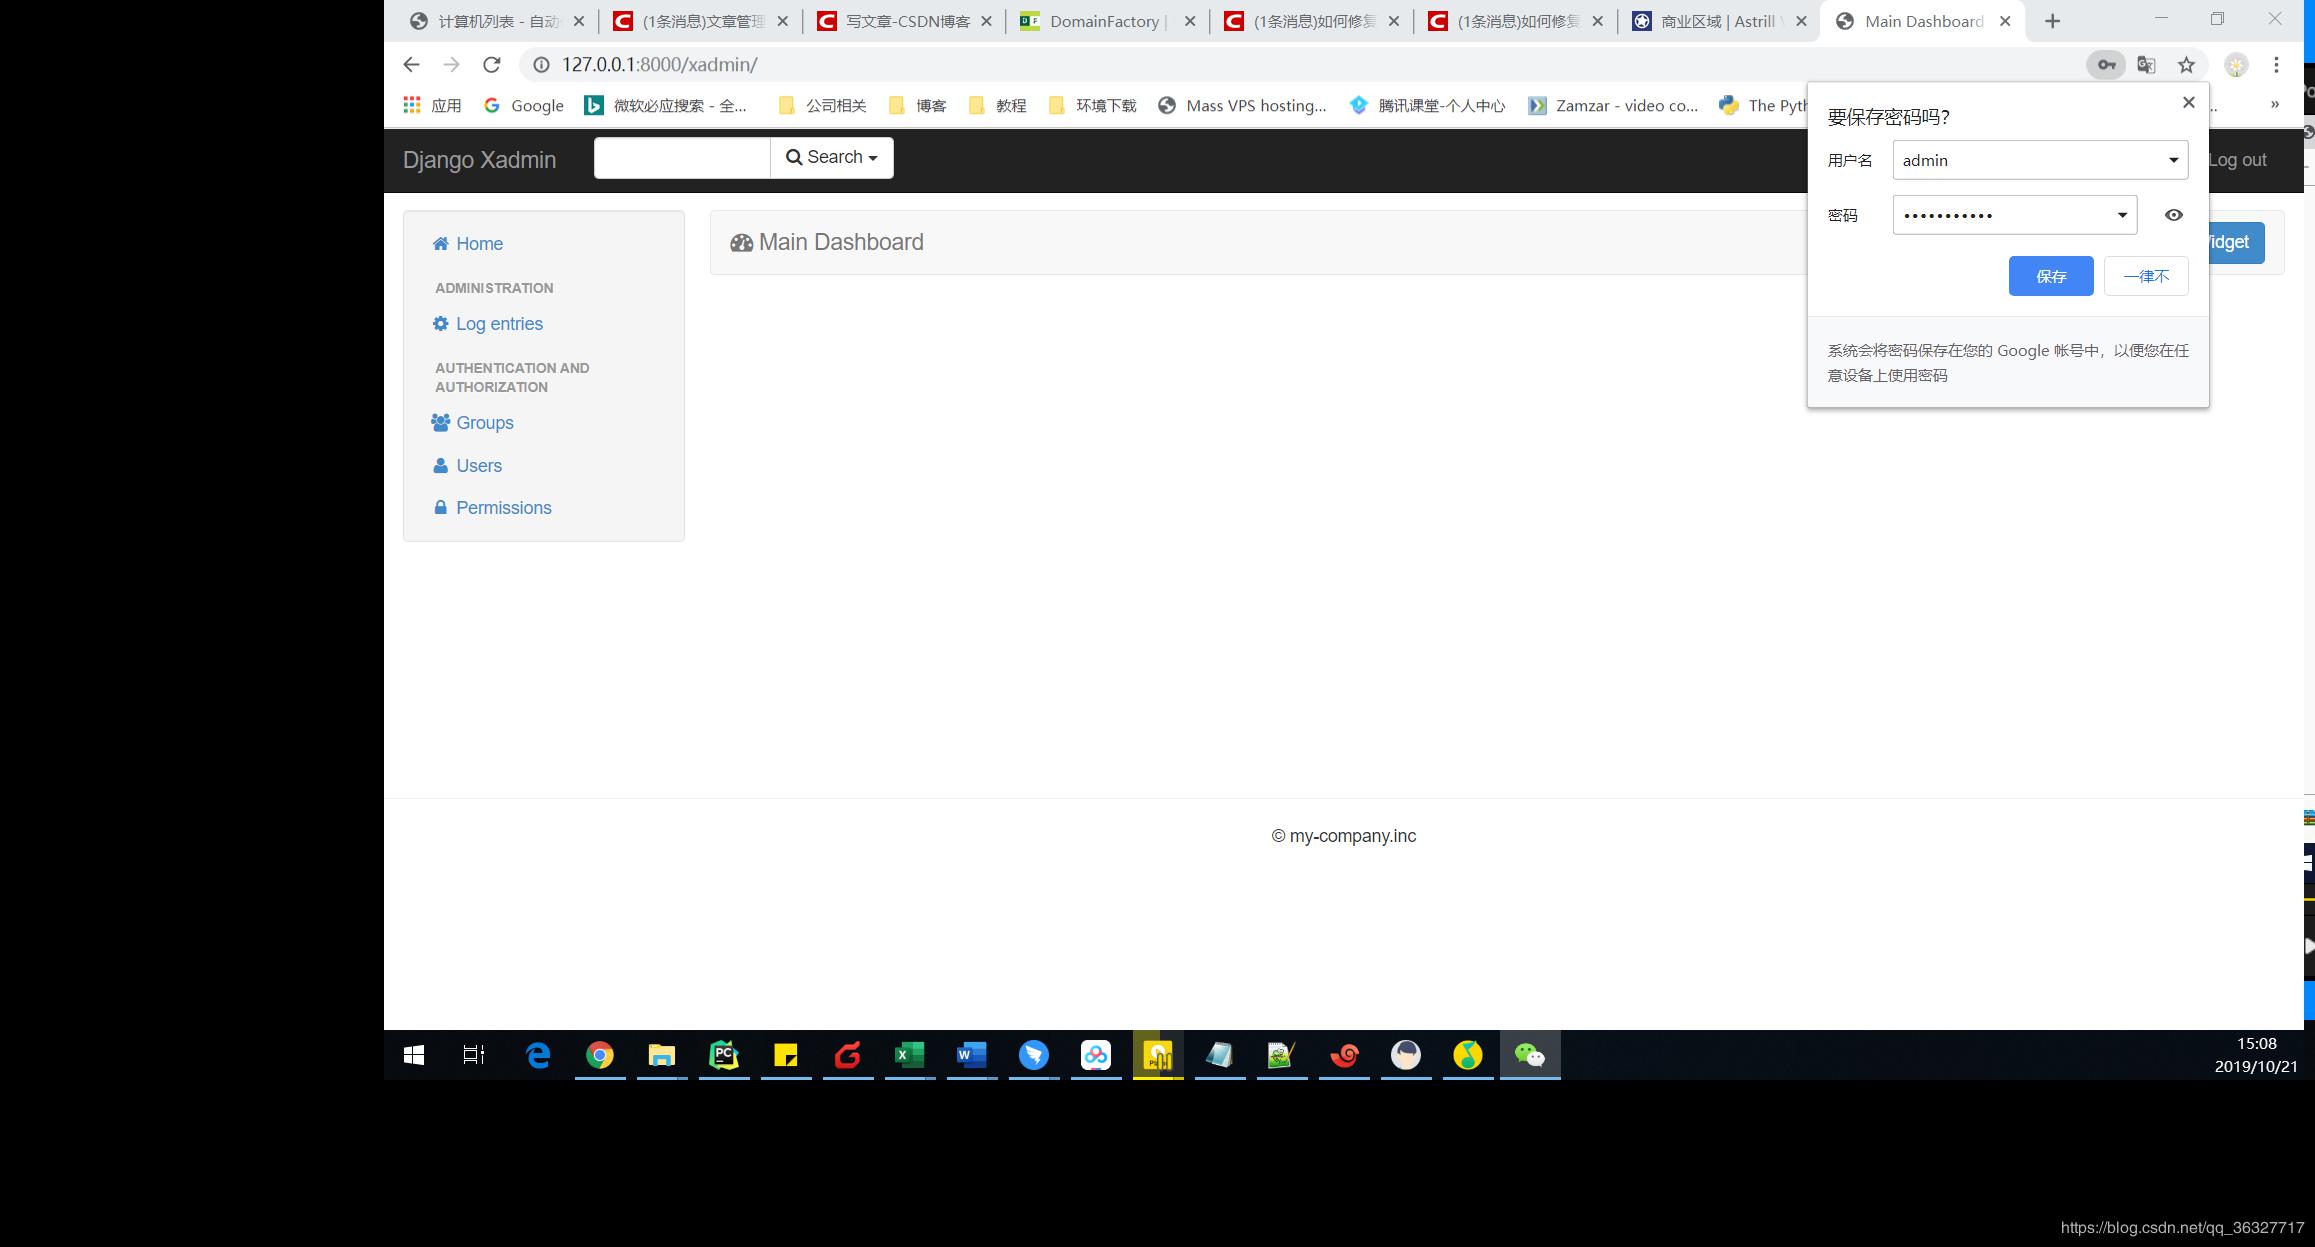 计算机列表 - 自动
(1条消息)文章管理
写文章-CSDN博客
DomainFactory |
(1条消息)如何修复
(1条消息)如何修复
商业区域 | Astrill
Main Dashboard
127.0.0.1:8000/xadmin/
应用
Google
微软必应搜索 - 全...
公司相关
博客
教程
环境下载
Mass VPS hosting...
腾讯课堂-个人中心
Zamzar - video co...
The Pyth
»
Django Xadmin
Search
Log out
要保存密码吗?
用户名
admin
密码
•••••••••••
保存
一律不
系统会将密码保存在您的 Google 帐号中，以便您在任
意设备上使用密码
Home
ADMINISTRATION
Log entries
AUTHENTICATION AND
AUTHORIZATION
Groups
Users
Permissions
Main Dashboard
idget
© my-company.inc
15:08
2019/10/21
https://blog.csdn.net/qq_36327717